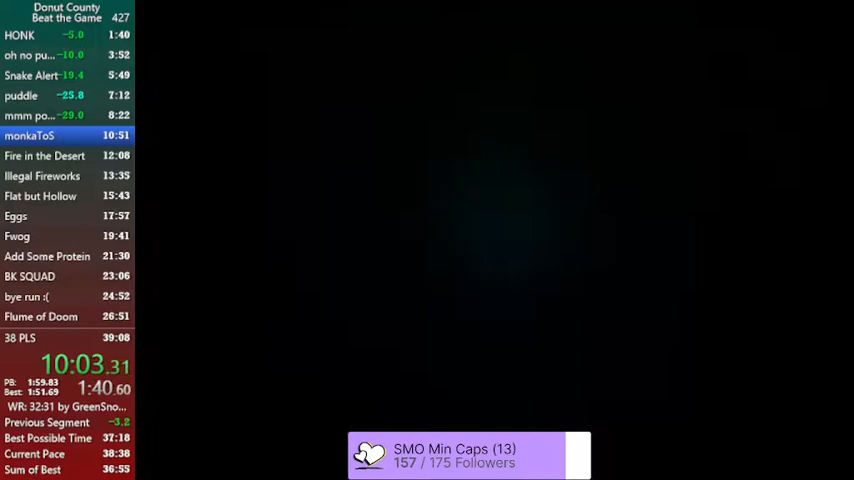 Donut County
Beat the Game 427
HONK -5.0 1:40
oh no pu... -10.0 3:52
Snake Alert -19.4 5:49
puddle -25.8 7:12
mmm po... -29.0 8:22
monkaToS 10:51
Fire in the Desert 12:08
Illegal Fireworks 13:35
Flat but Hollow 15:43
Eggs 17:57
Fwog 19:41
Add Some Protein 21:30
BK SQUAD 23:06
bye run :( 24:52
Flume of Doom 26:51
38 PLS 39:08
10:03.31
PB: 1:59.83
Best: 1:51.69
1:40.60
WR: 32:31 by GreenSno...
Previous Segment -3.2
Best Possible Time 37:18
Current Pace 38:38
Sum of Best 36:55
SMO Min Caps (13)
157 / 175 Followers